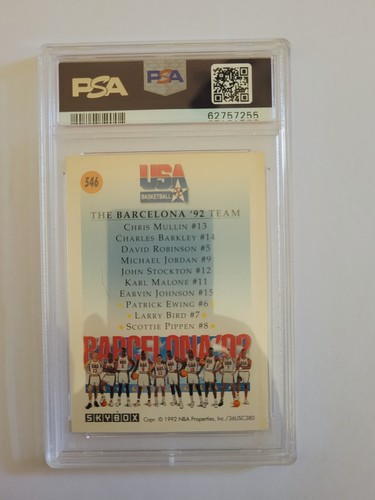 PSA
PSA
62757255
546
USA
BASKETBALL
THE BARCELONA '92 TEAM
CHRIS MULLIN #13
CHARLES BARKLEY #14
DAVID ROBINSON #5
MICHAEL JORDAN #9
JOHN STOCKTON #12
KARL MALONE #11
EARVIN JOHNSON #15
PATRICK EWING #6
LARRY BIRD #7
SCOTTIE PIPPEN #8
BARCELONA '92
SKYBOX Copr. © 1992 NBA Properties, Inc./36USC380